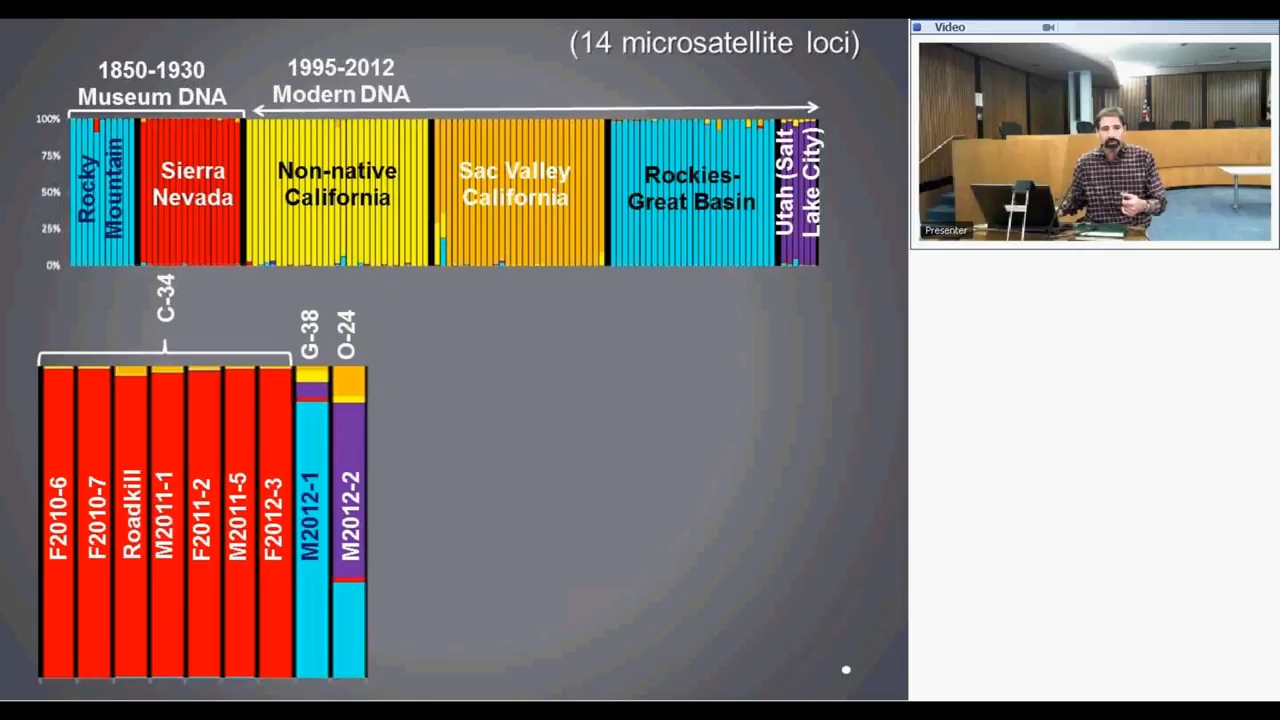 (14 microsatellite loci)
1850-1930
Museum DNA
1995-2012
Modern DNA
100%
75%
50%
25%
0%
Rocky
Mountain
Sierra
Nevada
Non-native
California
Sac Valley
California
Rockies-
Great Basin
Utah (Salt
Lake City)
C-34
G-38
O-24
F2010-6
F2010-7
Roadkill
M2011-1
F2011-2
M2011-5
F2012-3
M2012-1
M2012-2
Video
Presenter